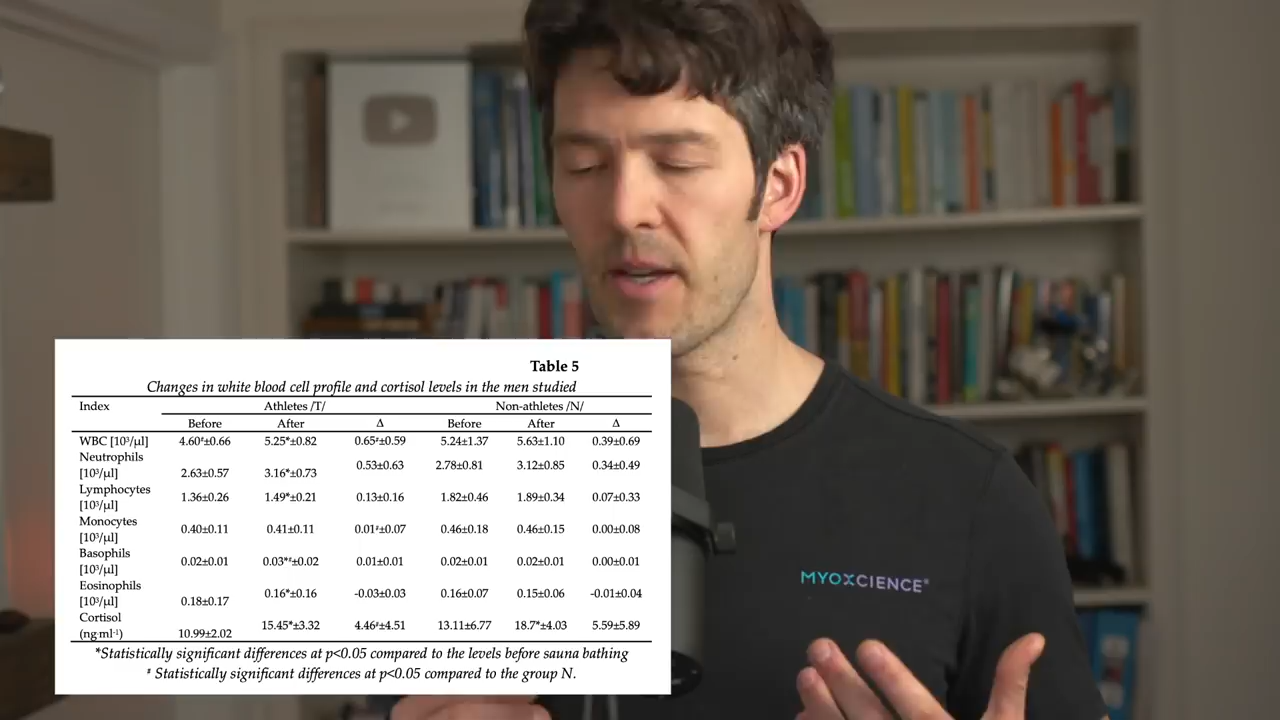 Table 5
Changes in white blood cell profile and cortisol levels in the men studied
Index Athletes /T/ Non-athletes /N/
Before After Δ Before After Δ
WBC [10³/µl] 4.60ᶻ±0.66 5.25*±0.82 0.65ᶻ±0.59 5.24±1.37 5.63±1.10 0.39±0.69
Neutrophils [10³/µl] 2.63±0.57 3.16*±0.73 0.53±0.63 2.78±0.81 3.12±0.85 0.34±0.49
Lymphocytes [10³/µl] 1.36±0.26 1.49*±0.21 0.13±0.16 1.82±0.46 1.89±0.34 0.07±0.33
Monocytes [10³/µl] 0.40±0.11 0.41±0.11 0.01ᶻ±0.07 0.46±0.18 0.46±0.15 0.00±0.08
Basophils [10³/µl] 0.02±0.01 0.03*ᶻ±0.02 0.01±0.01 0.02±0.01 0.02±0.01 0.00±0.01
Eosinophils [10³/µl] 0.18±0.17 0.16*±0.16 -0.03±0.03 0.16±0.07 0.15±0.06 -0.01±0.04
Cortisol (ng ml⁻¹) 10.99±2.02 15.45*±3.32 4.46ᶻ±4.51 13.11±6.77 18.7*±4.03 5.59±5.89
*Statistically significant differences at p<0.05 compared to the levels before sauna bathing
ᶻ Statistically significant differences at p<0.05 compared to the group N.
MYOXCIENCE®